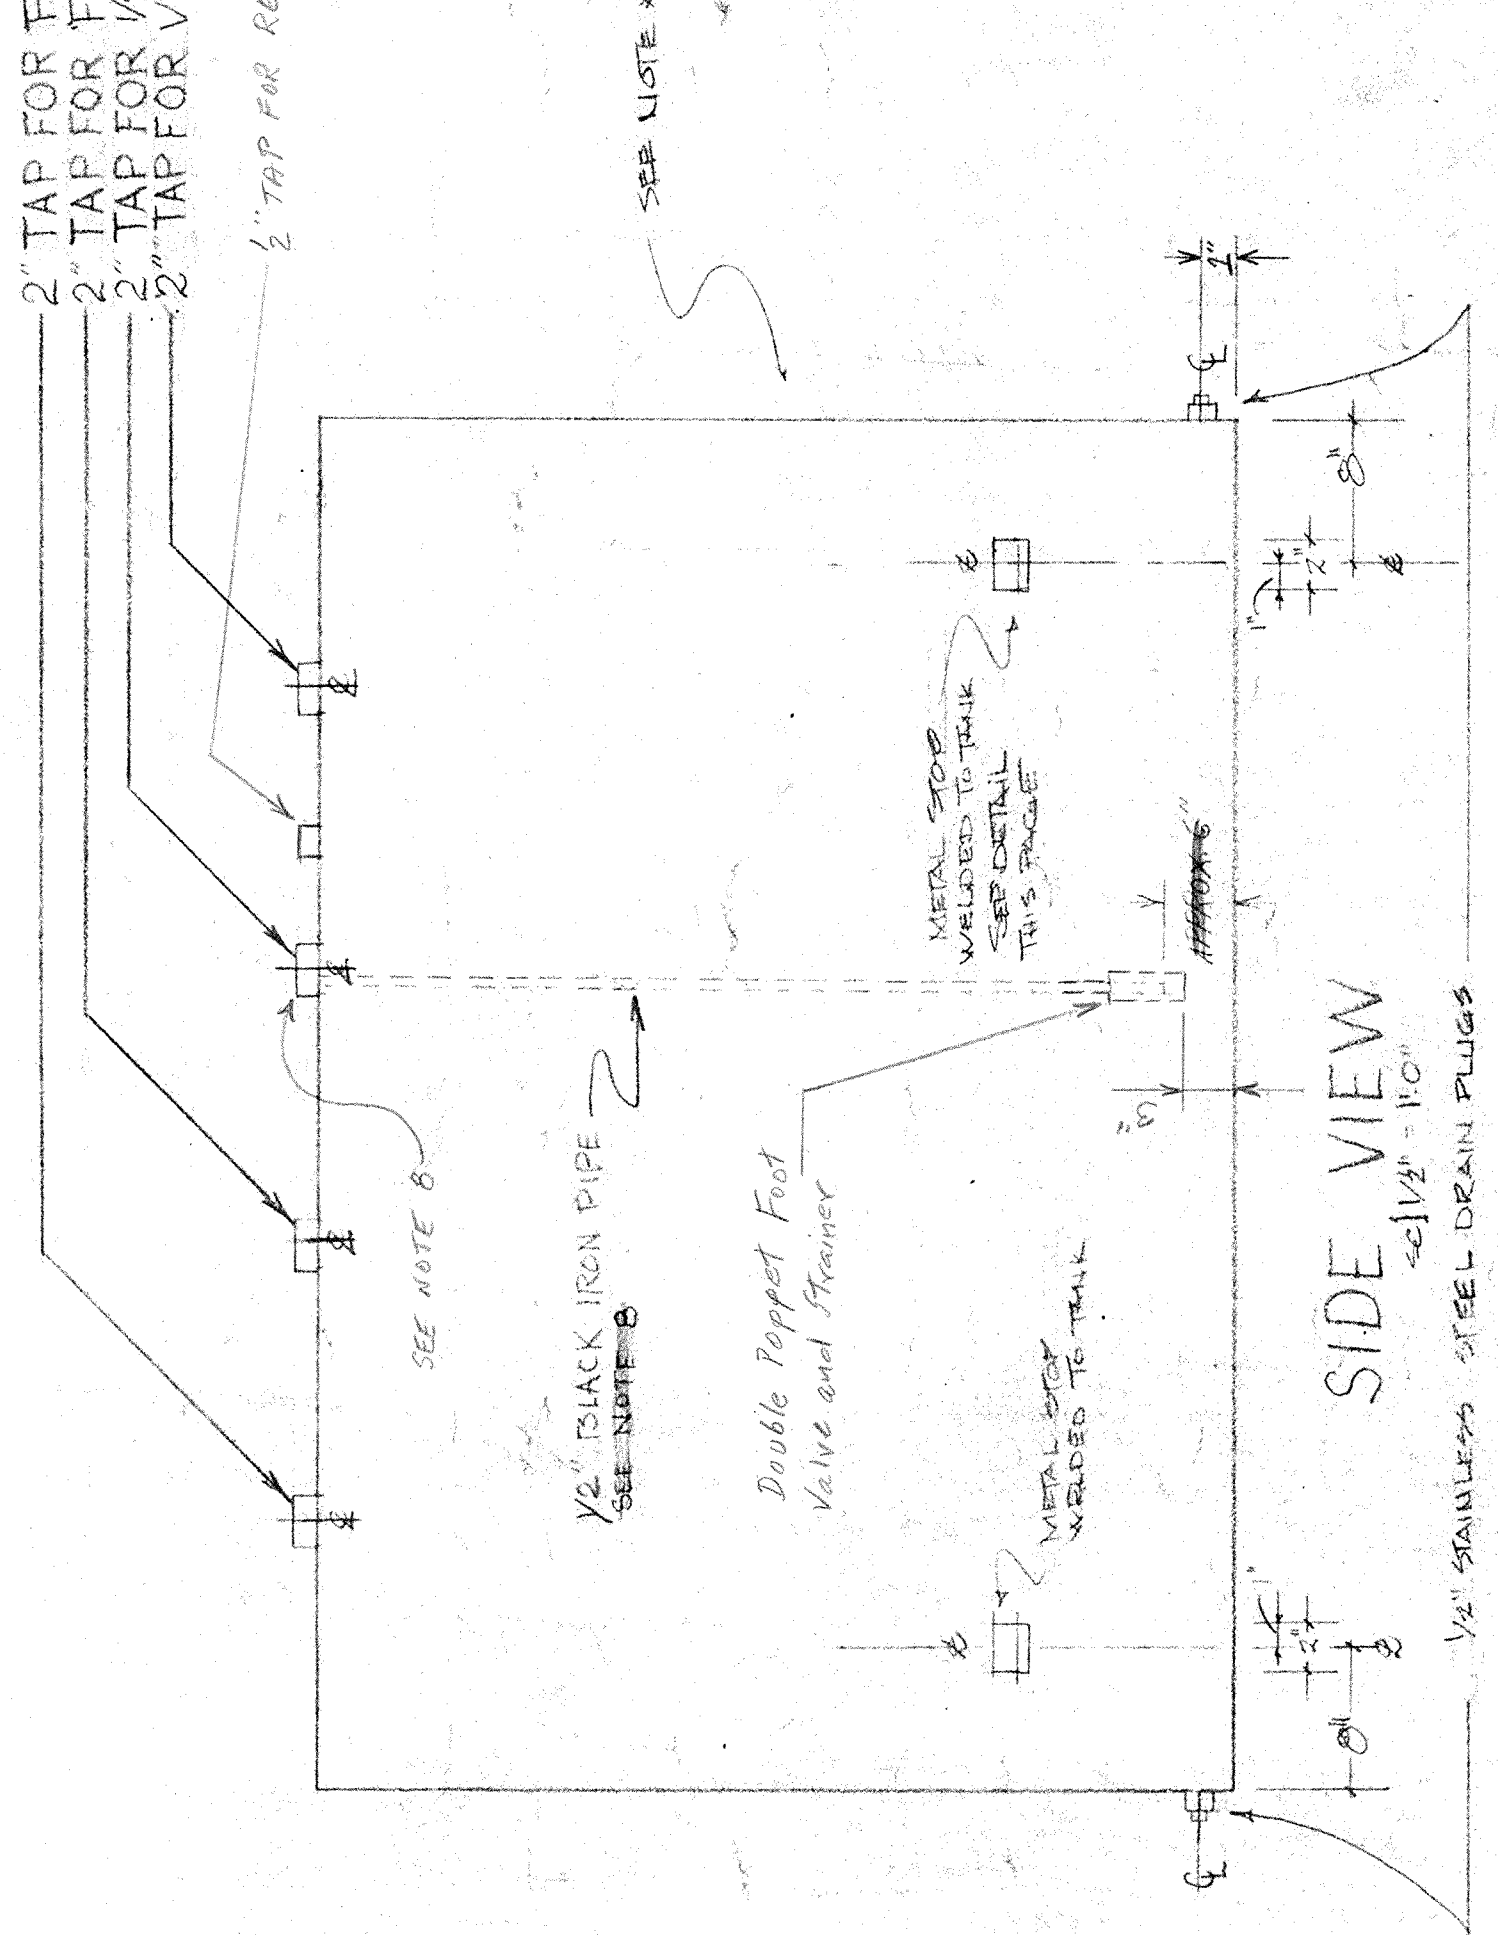 2" TAP FOR
2" TAP FOR
2" TAP FOR
2" TAP FOR
1/2" TAP FOR
SEE NOTE
SEE NOTE 8
1/2" BLACK IRON PIPE
SEE NOTE 8
Double Poppet Foot
Valve and Strainer
METAL STOP
WELDED TO TANK
SEE DETAIL
THIS PAGE
METAL STOP
WELDED TO TANK
APPROX. 6"
3"
1"
8"
2"
1"
8"
2"
1"
SIDE VIEW
1 1/2" = 1'-0"
1/2" STAINLESS STEEL DRAIN PLUGS